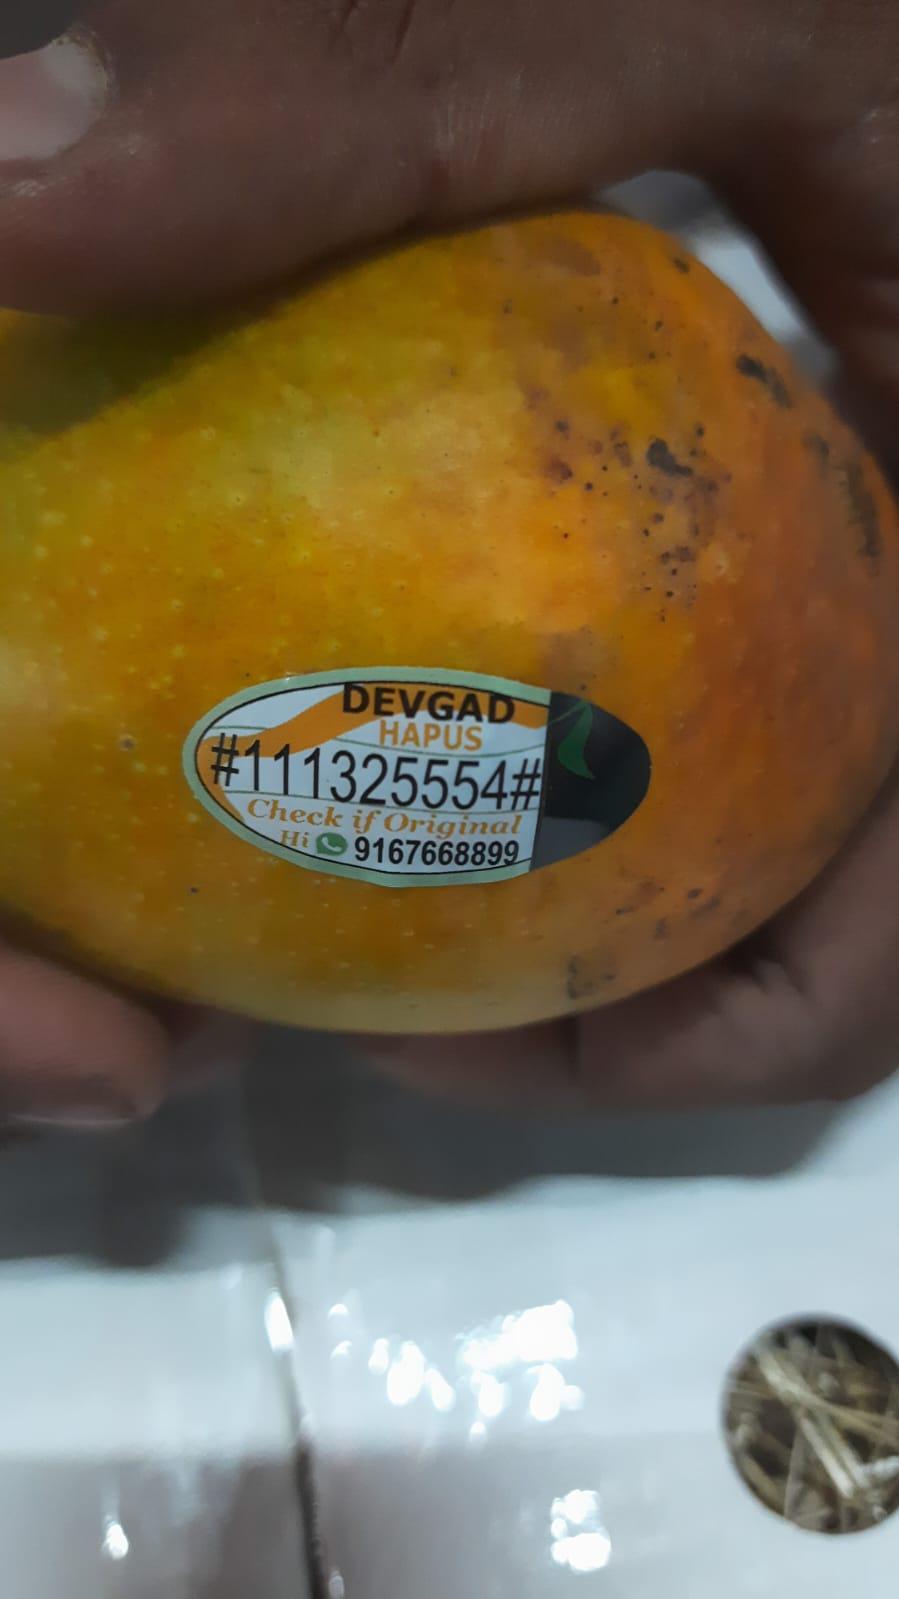 DEVGAD
HAPUS
#111325554#
Check if Original
Hi 9167668899